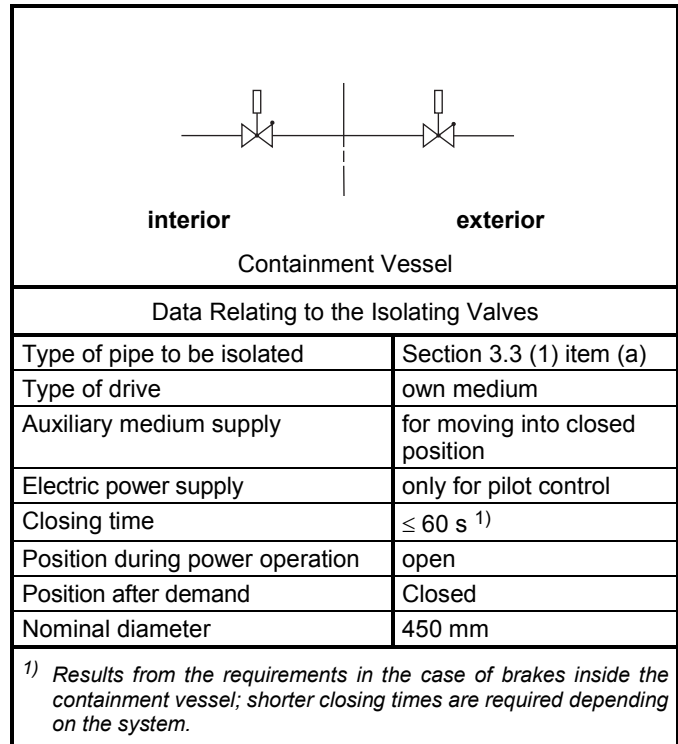 interior exterior
Containment Vessel
Data Relating to the Isolating Valves
Type of pipe to be isolated Section 3.3 (1) item (a)
Type of drive own medium
Auxiliary medium supply for moving into closed
position
Electric power supply only for pilot control
Closing time ≤ 60 s 1)
Position during power operation open
Position after demand Closed
Nominal diameter 450 mm
1) Results from the requirements in the case of brakes inside the
containment vessel; shorter closing times are required depending
on the system.